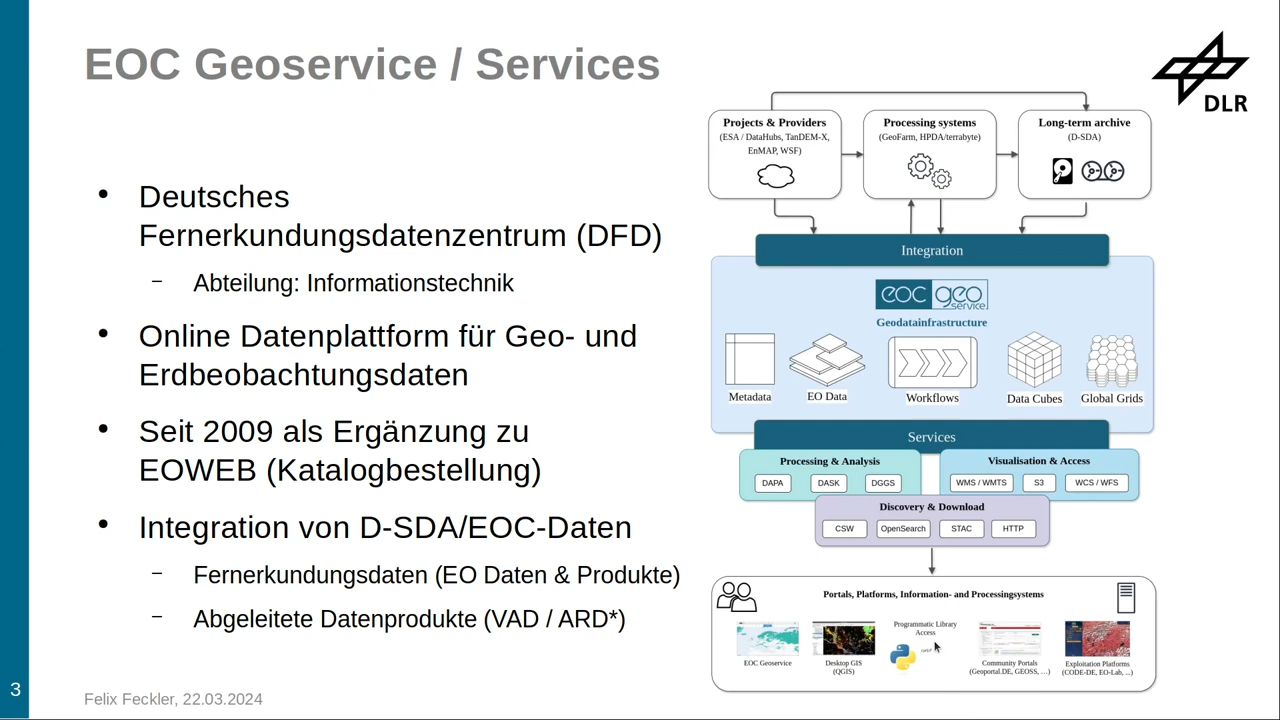 EOC Geoservice / Services
DLR
Deutsches
Fernerkundungsdatenzentrum (DFD)
Abteilung: Informationstechnik
Online Datenplattform für Geo- und
Erdbeobachtungsdaten
Seit 2009 als Ergänzung zu
EOWEB (Katalogbestellung)
Integration von D-SDA/EOC-Daten
Fernerkundungsdaten (EO Daten & Produkte)
Abgeleitete Datenprodukte (VAD / ARD*)
Projects & Providers
(ESA / DataHubs, TanDEM-X,
EnMAP, WSF)
Processing systems
(GeoFarm, HPDA/terrabyte)
Long-term archive
(D-SDA)
Integration
eoc geo
service
Geodatainfrastructure
Metadata
EO Data
Workflows
Data Cubes
Global Grids
Services
Processing & Analysis
DAPA
DASK
DGGS
Visualisation & Access
WMS / WMTS
S3
WCS / WFS
Discovery & Download
CSW
OpenSearch
STAC
HTTP
Portals, Platforms, Information- and Processingsystems
EOC Geoservice
Desktop GIS
(QGIS)
Programmatic Library
Access
Community Portals
(Geoportal.DE, GEOSS, …)
Exploitation Platforms
(CODE-DE, EO-Lab, ...)
3
Felix Feckler, 22.03.2024